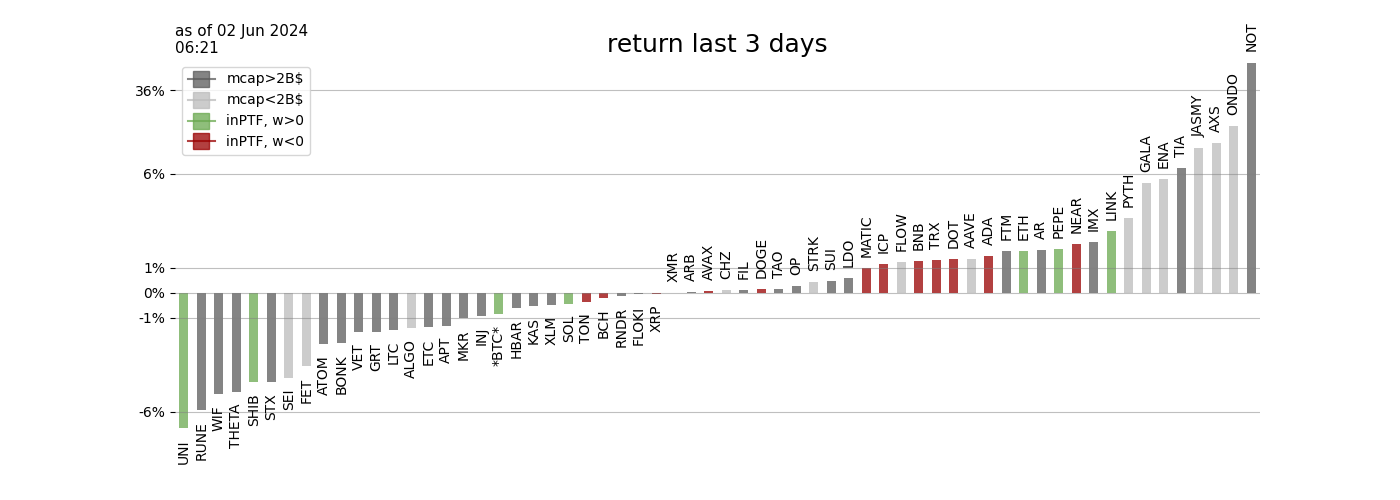 as of 02 Jun 2024
06:21
return last 3 days
mcap>2B$
mcap<2B$
inPTF, w>0
inPTF, w<0
36%
6%
1%
0%
-1%
-6%
UNI
RUNE
WIF
THETA
SHIB
STX
SEI
FET
ATOM
BONK
VET
GRT
LTC
ALGO
ETC
APT
MKR
INJ
*BTC*
HBAR
KAS
XLM
SOL
TON
BCH
RNDR
FLOKI
XRP
XMR
ARB
AVAX
CHZ
FIL
DOGE
TAO
OP
STRK
SUI
LDO
MATIC
ICP
FLOW
BNB
TRX
DOT
AAVE
ADA
FTM
ETH
AR
PEPE
NEAR
IMX
LINK
PYTH
GALA
ENA
TIA
JASMY
AXS
ONDO
NOT